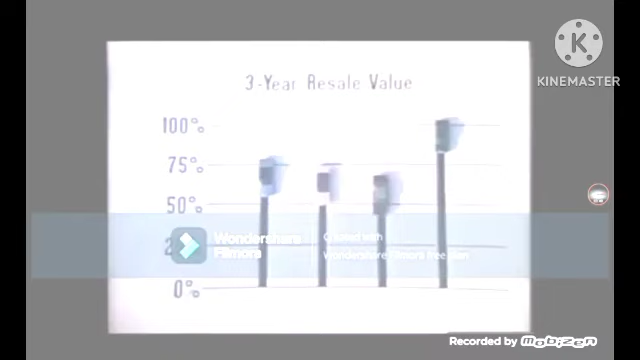 KINEMASTER
3-Year Resale Value
100%
75%
50%
Wondershare
Filmora
Created with
Wondershare Filmora free plan
0%
Recorded by Mobizen